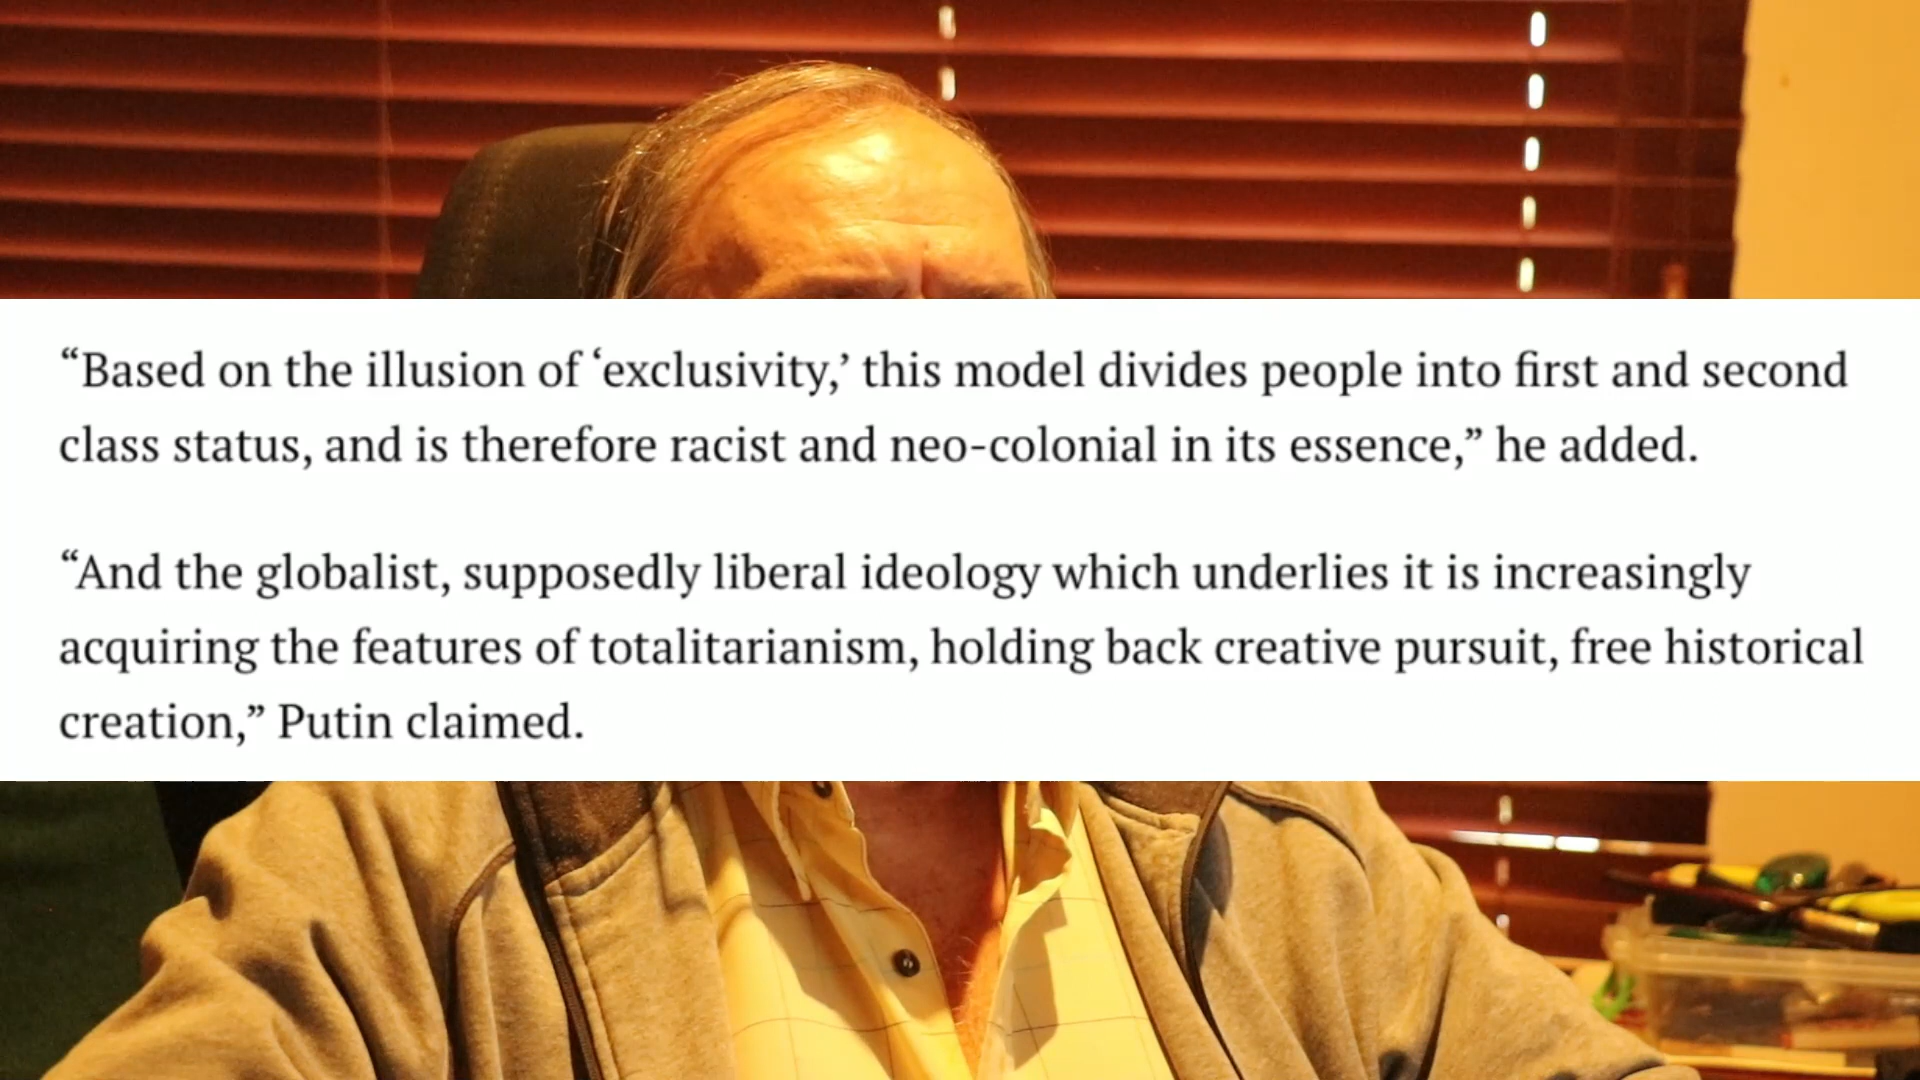 “Based on the illusion of ‘exclusivity,’ this model divides people into first and second
class status, and is therefore racist and neo-colonial in its essence,” he added.
“And the globalist, supposedly liberal ideology which underlies it is increasingly
acquiring the features of totalitarianism, holding back creative pursuit, free historical
creation,” Putin claimed.